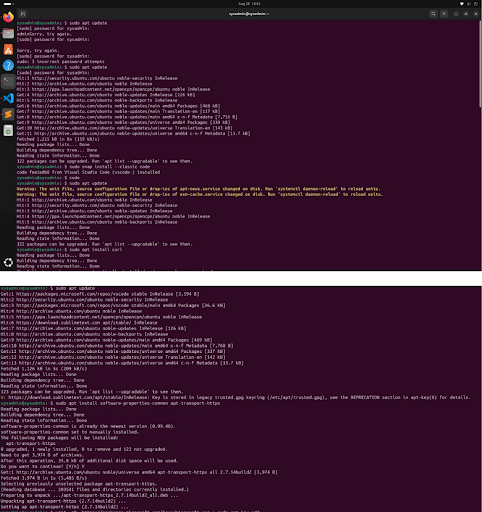 Aug 20 10:02
sysadmin@sysadmin: ~
sysadmin@sysadmin: $ sudo apt update
[sudo] password for sysadmin:
Sorry, try again.
[sudo] password for sysadmin:
Sorry, try again.
[sudo] password for sysadmin:
sudo: 3 incorrect password attempts
sysadmin@sysadmin: $ sudo apt update
[sudo] password for sysadmin:
Hit:1 http://security.ubuntu.com/ubuntu noble-security InRelease
Hit:2 http://archive.ubuntu.com/ubuntu noble InRelease
Hit:3 https://ppa.launchpadcontent.net/openvpn/openvpn/ubuntu noble InRelease
Get:4 http://archive.ubuntu.com/ubuntu noble-updates InRelease [126 kB]
Hit:5 http://archive.ubuntu.com/ubuntu noble-backports InRelease
Get:6 http://archive.ubuntu.com/ubuntu noble-updates/main amd64 Packages [468 kB]
Get:7 http://archive.ubuntu.com/ubuntu noble-updates/main Translation-en [117 kB]
Get:8 http://archive.ubuntu.com/ubuntu noble-updates/main amd64 c-n-f Metadata [7,716 B]
Get:9 http://archive.ubuntu.com/ubuntu noble-updates/universe amd64 Packages
Get:10 http://archive.ubuntu.com/ubuntu noble-updates/universe Translation-en [143 kB]
Get:11 http://archive.ubuntu.com/ubuntu noble-updates/universe amd64 c-n-f Metadata [13.7 kB]
Fetched 1,215 kB in 8s (159 kB/s)
Reading package lists... Done
Building dependency tree... Done
Reading state information... Done
122 packages can be upgraded. Run 'apt list --upgradable' to see them.
sysadmin@sysadmin: $ sudo snap install --classic code
code from Visual Studio Code (vscode) installed
sysadmin@sysadmin: $ code
sysadmin@sysadmin: $ sudo apt update
Warning: The unit file, source configuration file or drop-ins of apt-news.service changed on disk. Run 'systemctl daemon-reload' to reload units.
Warning: The unit file, source configuration file or drop-ins of esm-cache.service changed on disk. Run 'systemctl daemon-reload' to reload units.
Hit:1 http://security.ubuntu.com/ubuntu noble-security InRelease
Hit:2 http://archive.ubuntu.com/ubuntu noble InRelease
Hit:3 http://archive.ubuntu.com/ubuntu noble-updates InRelease
Hit:4 https://ppa.launchpadcontent.net/openvpn/openvpn/ubuntu noble InRelease
Hit:5 http://archive.ubuntu.com/ubuntu noble-backports InRelease
Reading package lists... Done
Building dependency tree... Done
Reading state information... Done
122 packages can be upgraded. Run 'apt list --upgradable' to see them.
sysadmin@sysadmin: $ sudo apt install curl
Reading package lists... Done
Building dependency tree... Done
Reading state information... Done
sysadmin@sysadmin: $ sudo apt update
Get:1 https://packages.microsoft.com/repos/vscode stable InRelease [3,594 B]
Hit:2 http://security.ubuntu.com/ubuntu noble-security InRelease
Get:3 https://packages.microsoft.com/repos/vscode stable/main amd64 Packages [26.6 kB]
Hit:4 http://archive.ubuntu.com/ubuntu noble InRelease
Hit:5 https://ppa.launchpadcontent.net/openvpn/openvpn/ubuntu noble InRelease
Hit:6 https://download.sublimetext.com apt/stable/ InRelease
Get:7 http://archive.ubuntu.com/ubuntu noble-updates InRelease [126 kB]
Hit:8 http://archive.ubuntu.com/ubuntu noble-backports InRelease
Get:9 http://archive.ubuntu.com/ubuntu noble-updates/main amd64 Packages [469 kB]
Get:10 http://archive.ubuntu.com/ubuntu noble-updates/main amd64 c-n-f Metadata [7,760 B]
Get:11 http://archive.ubuntu.com/ubuntu noble-updates/universe amd64 Packages [337 kB]
Get:12 http://archive.ubuntu.com/ubuntu noble-updates/universe Translation-en [142 kB]
Get:13 http://archive.ubuntu.com/ubuntu noble-updates/universe amd64 c-n-f Metadata [13.7 kB]
Fetched 1,126 kB in 5s (209 kB/s)
Reading package lists... Done
Building dependency tree... Done
Reading state information... Done
123 packages can be upgraded. Run 'apt list --upgradable' to see them.
W: https://download.sublimetext.com/apt/stable/InRelease: Key is stored in legacy trusted.gpg keyring (/etc/apt/trusted.gpg), see the DEPRECATION section in apt-key(8) for details.
sysadmin@sysadmin: $ sudo apt install software-properties-common apt-transport-https
Reading package lists... Done
Building dependency tree... Done
Reading state information... Done
software-properties-common is already the newest version (0.99.48).
software-properties-common set to manually installed.
The following NEW packages will be installed:
apt-transport-https
0 upgraded, 1 newly installed, 0 to remove and 123 not upgraded.
Need to get 3,974 B of archives.
After this operation, 35.8 kB of additional disk space will be used.
Do you want to continue? [Y/n] Y
Get:1 http://archive.ubuntu.com/ubuntu noble/universe amd64 apt-transport-https all 2.7.14build2 [3,974 B]
Fetched 3,974 B in 1s (5,485 B/s)
Selecting previously unselected package apt-transport-https.
(Reading database ... files and directories currently installed.)
Preparing to unpack .../apt-transport-https_2.7.14build2_all.deb ...
Unpacking apt-transport-https (2.7.14build2) ...
Setting up apt-transport-https (2.7.14build2) ...